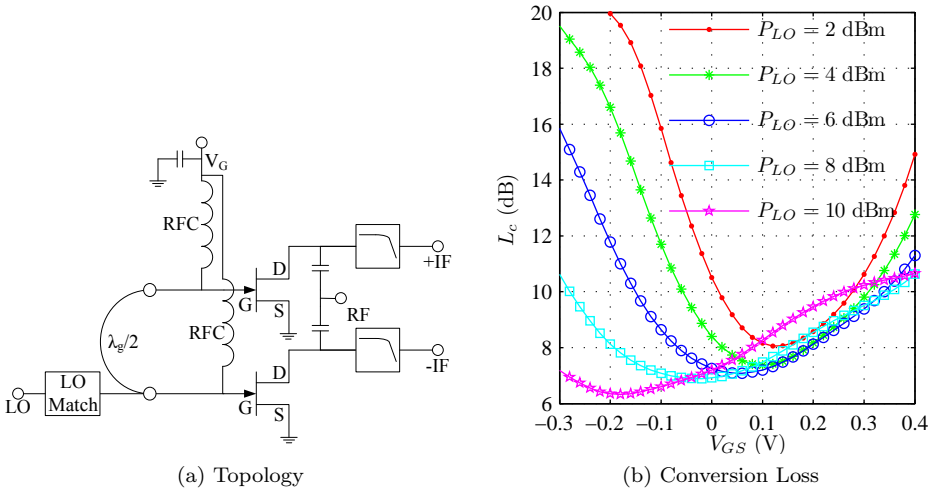 V_G
RFC
RFC
λ_g/2
LO
LO
Match
D
G
S
D
G
S
RF
+IF
-IF
(a) Topology
20
18
16
14
12
10
8
6
L_c (dB)
−0.3
−0.2
−0.1
0
0.1
0.2
0.3
0.4
V_GS (V)
P_LO = 2 dBm
P_LO = 4 dBm
P_LO = 6 dBm
P_LO = 8 dBm
P_LO = 10 dBm
(b) Conversion Loss